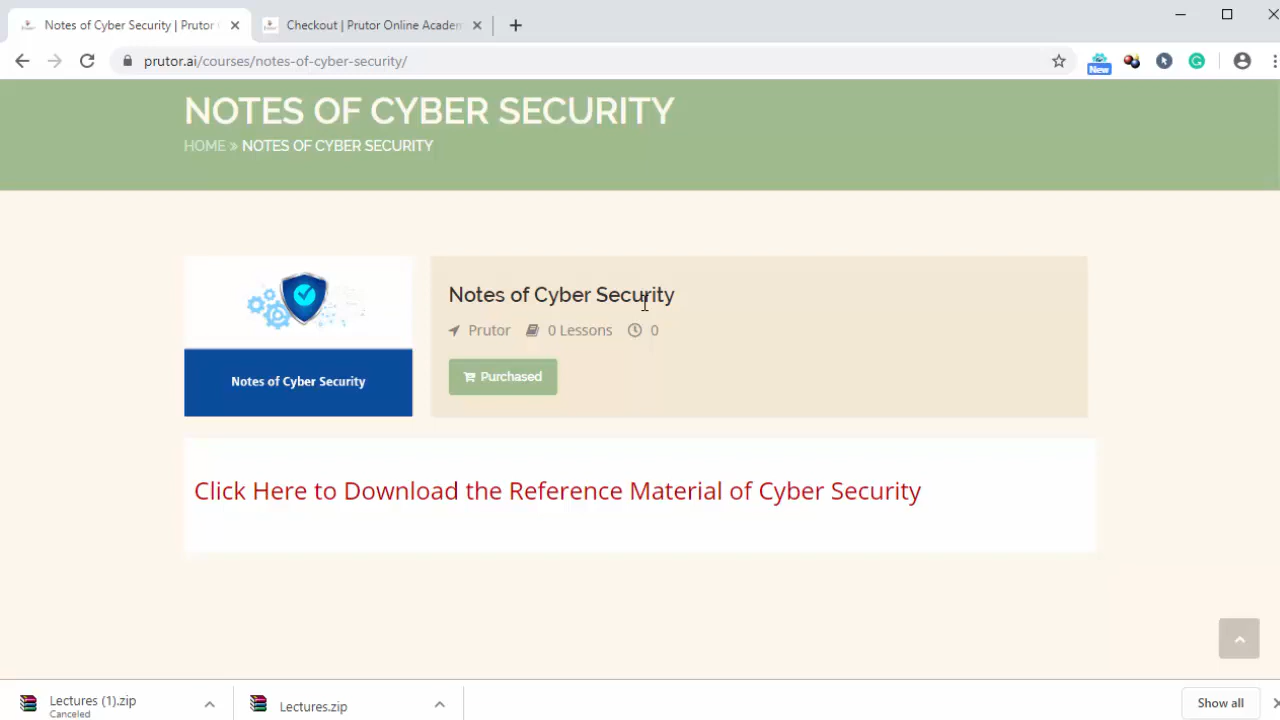 Notes of Cyber Security | Prutor
Checkout | Prutor Online Academ
prutor.ai/courses/notes-of-cyber-security/
New
NOTES OF CYBER SECURITY
HOME » NOTES OF CYBER SECURITY
Notes of Cyber Security
Notes of Cyber Security
Prutor 0 Lessons 0
Purchased
Click Here to Download the Reference Material of Cyber Security
Lectures (1).zip
Canceled
Lectures.zip
Show all